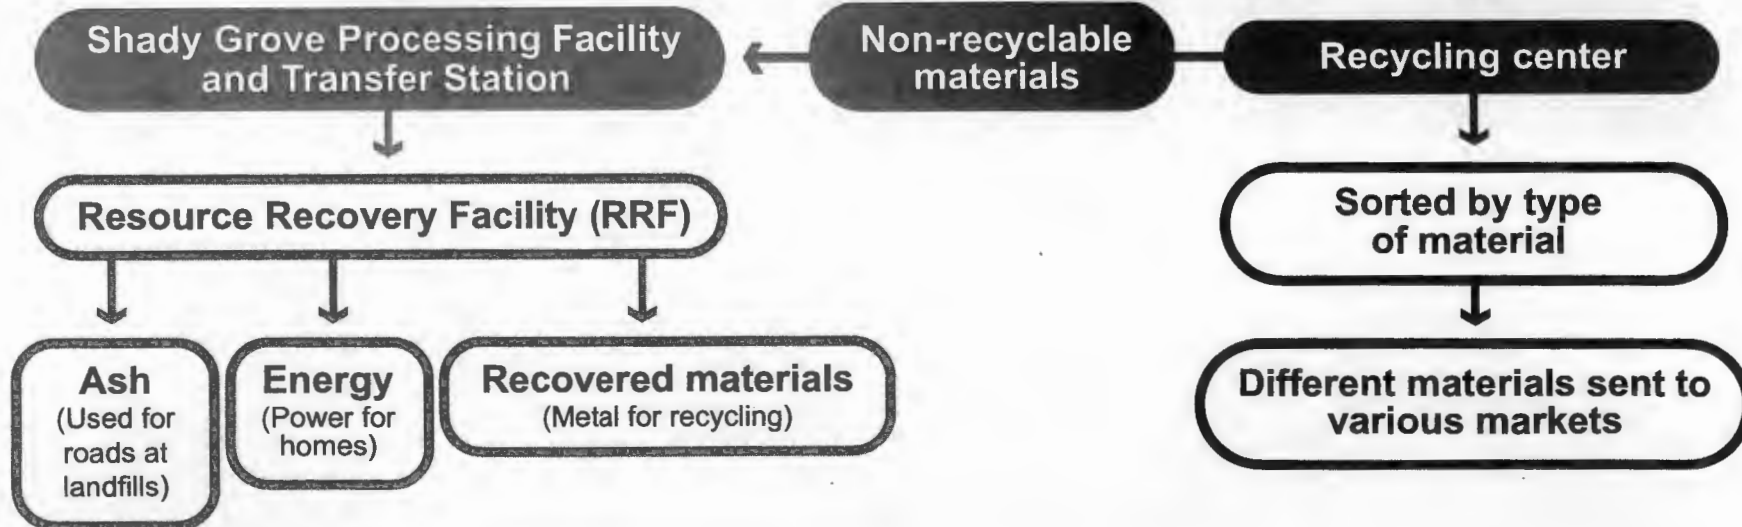 Shady Grove Processing Facility
and Transfer Station
Non-recyclable
materials
Recycling center
Resource Recovery Facility (RRF)
Sorted by type
of material
Ash
(Used for
roads at
landfills)
Energy
(Power for
homes)
Recovered materials
(Metal for recycling)
Different materials sent to
various markets